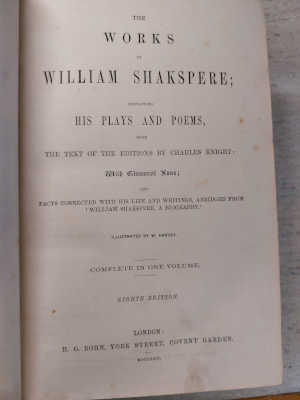 THE
WORKS
OF
WILLIAM SHAKSPERE;
CONTAINING
HIS PLAYS AND POEMS,
FROM
THE TEXT OF THE EDITIONS BY CHARLES KNIGHT:
With Glossarial Notes;
AND
FACTS CONNECTED WITH HIS LIFE AND WRITINGS, ABRIDGED FROM
'WILLIAM SHAKSPERE, A BIOGRAPHY.'
ILLUSTRATED BY W. HARVEY.
COMPLETE IN ONE VOLUME.
EIGHTH EDITION.
LONDON:
H. G. BOHN, YORK STREET, COVENT GARDEN.